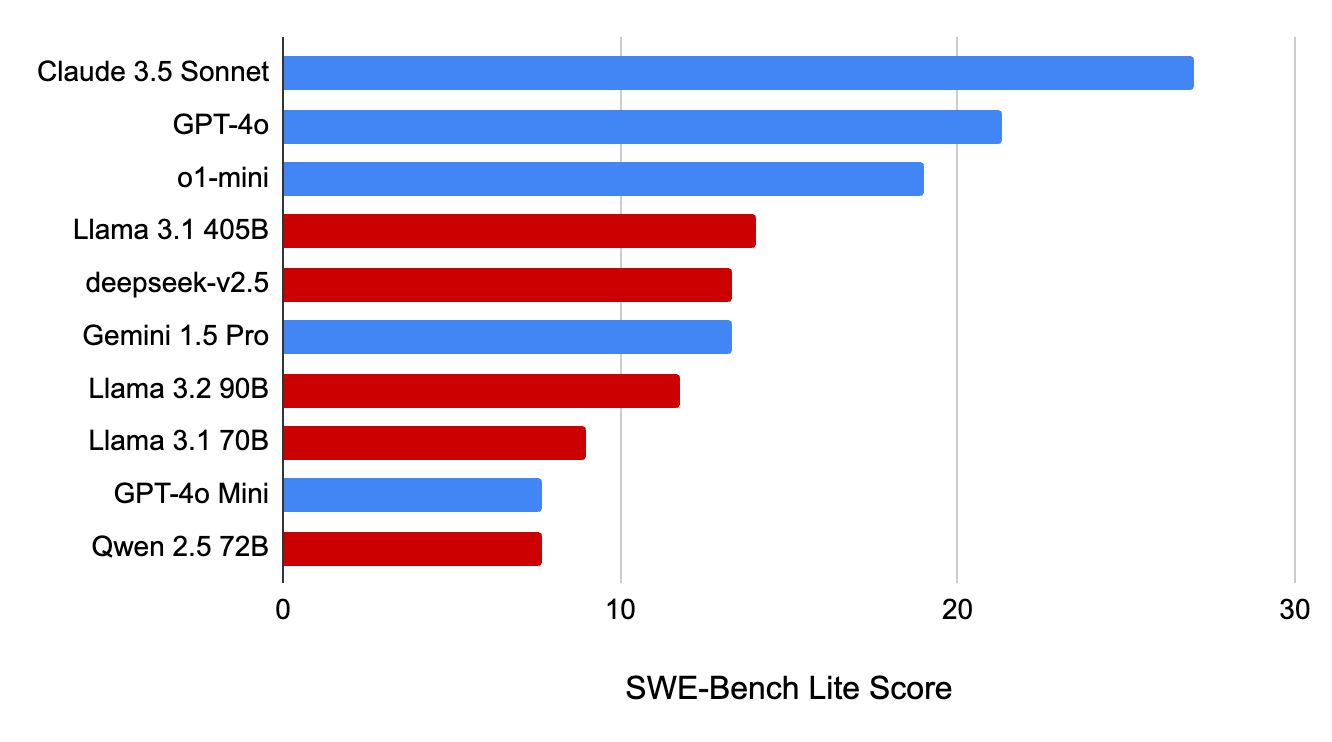 Claude 3.5 Sonnet
GPT-4o
o1-mini
Llama 3.1 405B
deepseek-v2.5
Gemini 1.5 Pro
Llama 3.2 90B
Llama 3.1 70B
GPT-4o Mini
Qwen 2.5 72B
0 10 20 30
SWE-Bench Lite Score